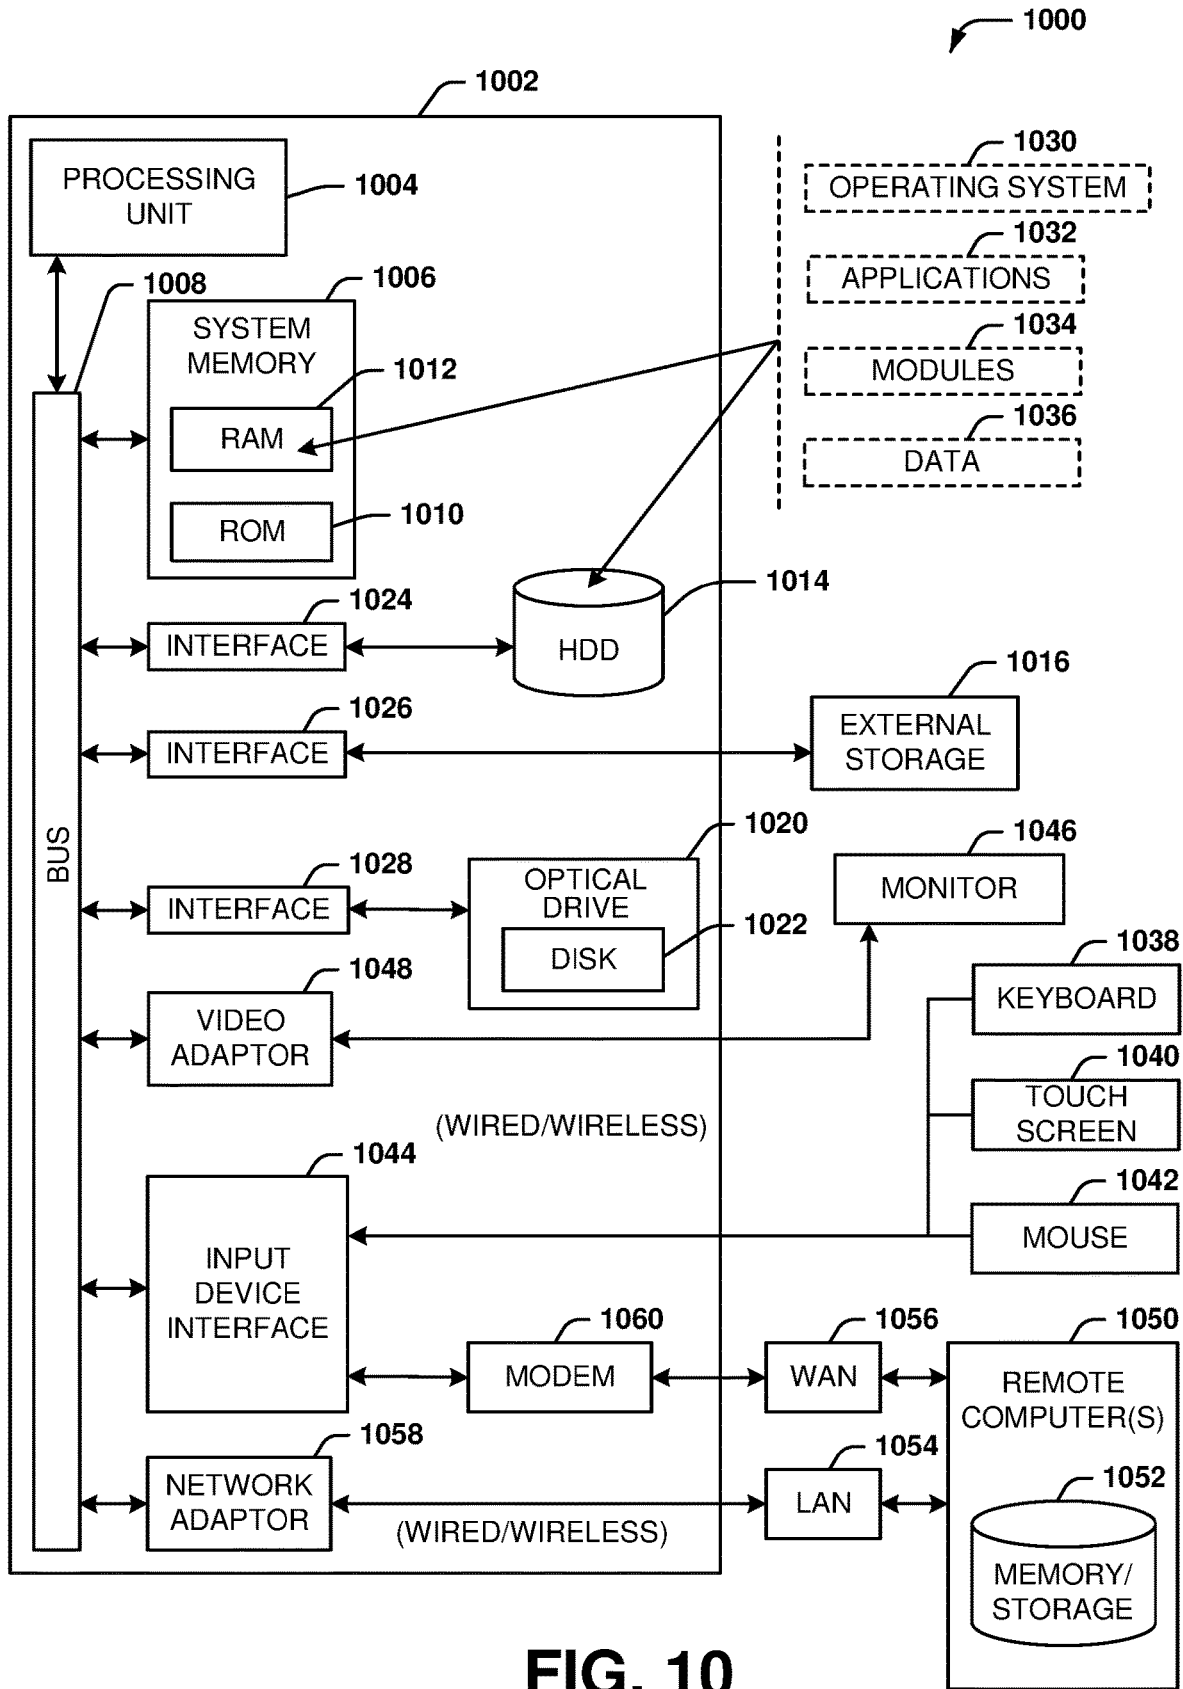 1000
1002
PROCESSING
UNIT
1004
1030
OPERATING SYSTEM
1032
APPLICATIONS
1034
MODULES
1036
DATA
1008
1006
SYSTEM
MEMORY
1012
RAM
1010
ROM
1014
HDD
1024
INTERFACE
1016
EXTERNAL
STORAGE
1026
INTERFACE
BUS
1020
OPTICAL
DRIVE
1022
DISK
1028
INTERFACE
1046
MONITOR
1048
VIDEO
ADAPTOR
1038
KEYBOARD
1040
TOUCH
SCREEN
1042
MOUSE
(WIRED/WIRELESS)
1044
INPUT
DEVICE
INTERFACE
1060
MODEM
1056
WAN
1050
REMOTE
COMPUTER(S)
1058
NETWORK
ADAPTOR
(WIRED/WIRELESS)
1054
LAN
1052
MEMORY/
STORAGE
FIG. 10